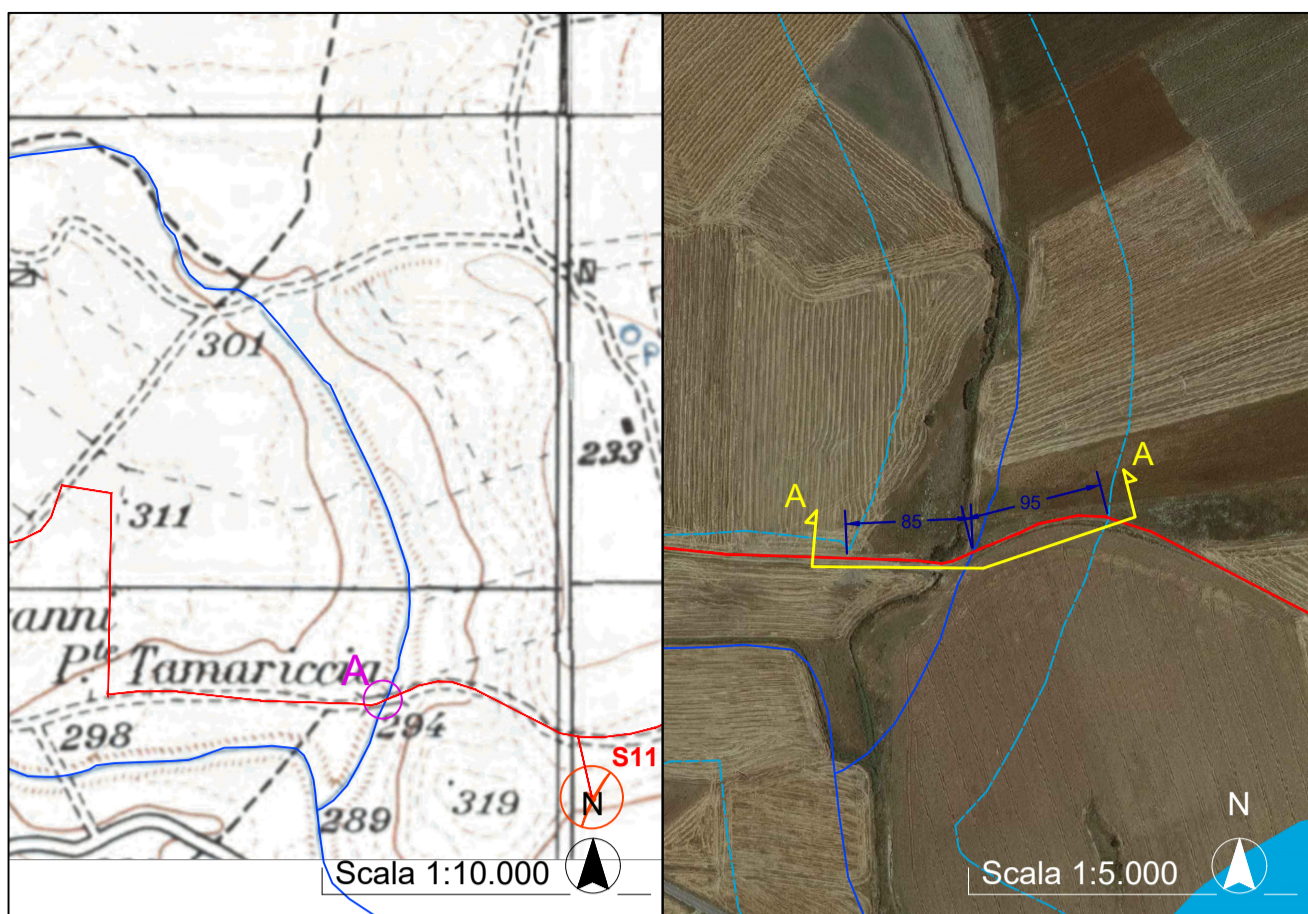 301
233
311
anni
P.te Tamariccia
A
298
294
S11
N
289
319
Scala 1:10.000
A
A
85
95
N
Scala 1:5.000